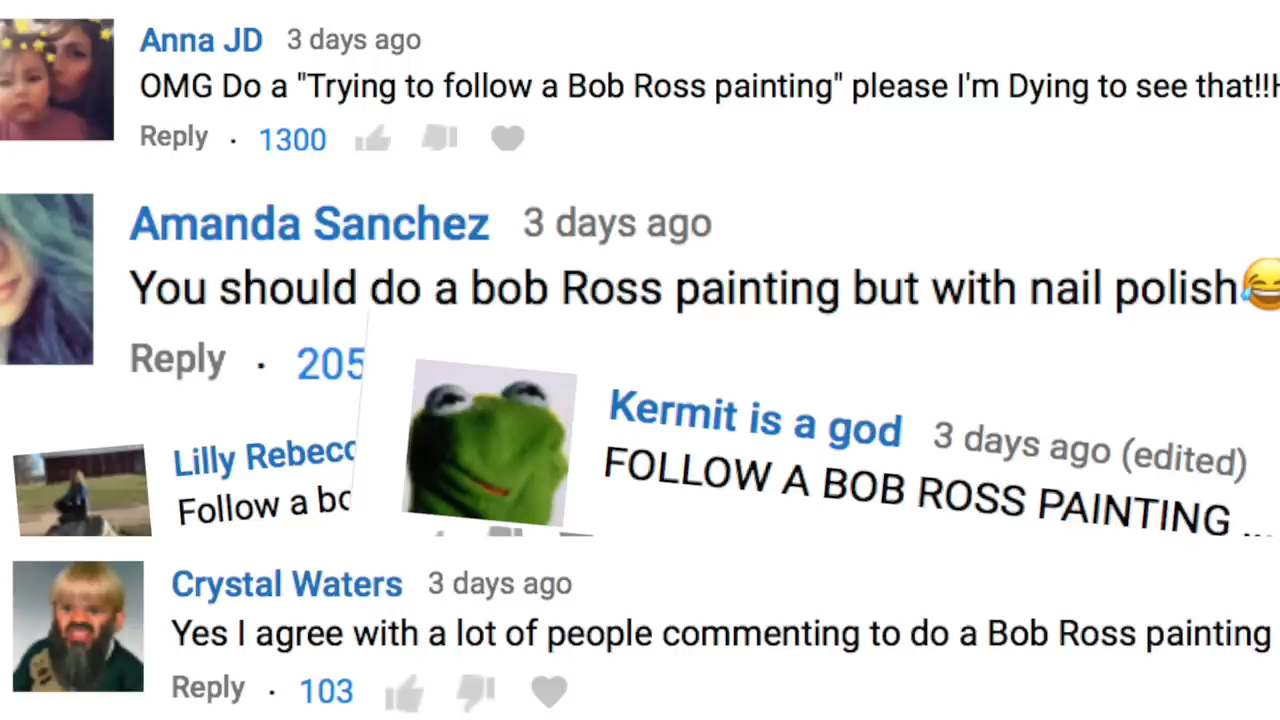 Anna JD 3 days ago
OMG Do a "Trying to follow a Bob Ross painting" please I'm Dying to see that!!H
Reply · 1300
Amanda Sanchez 3 days ago
You should do a bob Ross painting but with nail polish😂
Reply · 205
Lilly Rebecc
Follow a bo
Kermit is a god 3 days ago (edited)
FOLLOW A BOB ROSS PAINTING ...
Crystal Waters 3 days ago
Yes I agree with a lot of people commenting to do a Bob Ross painting
Reply · 103